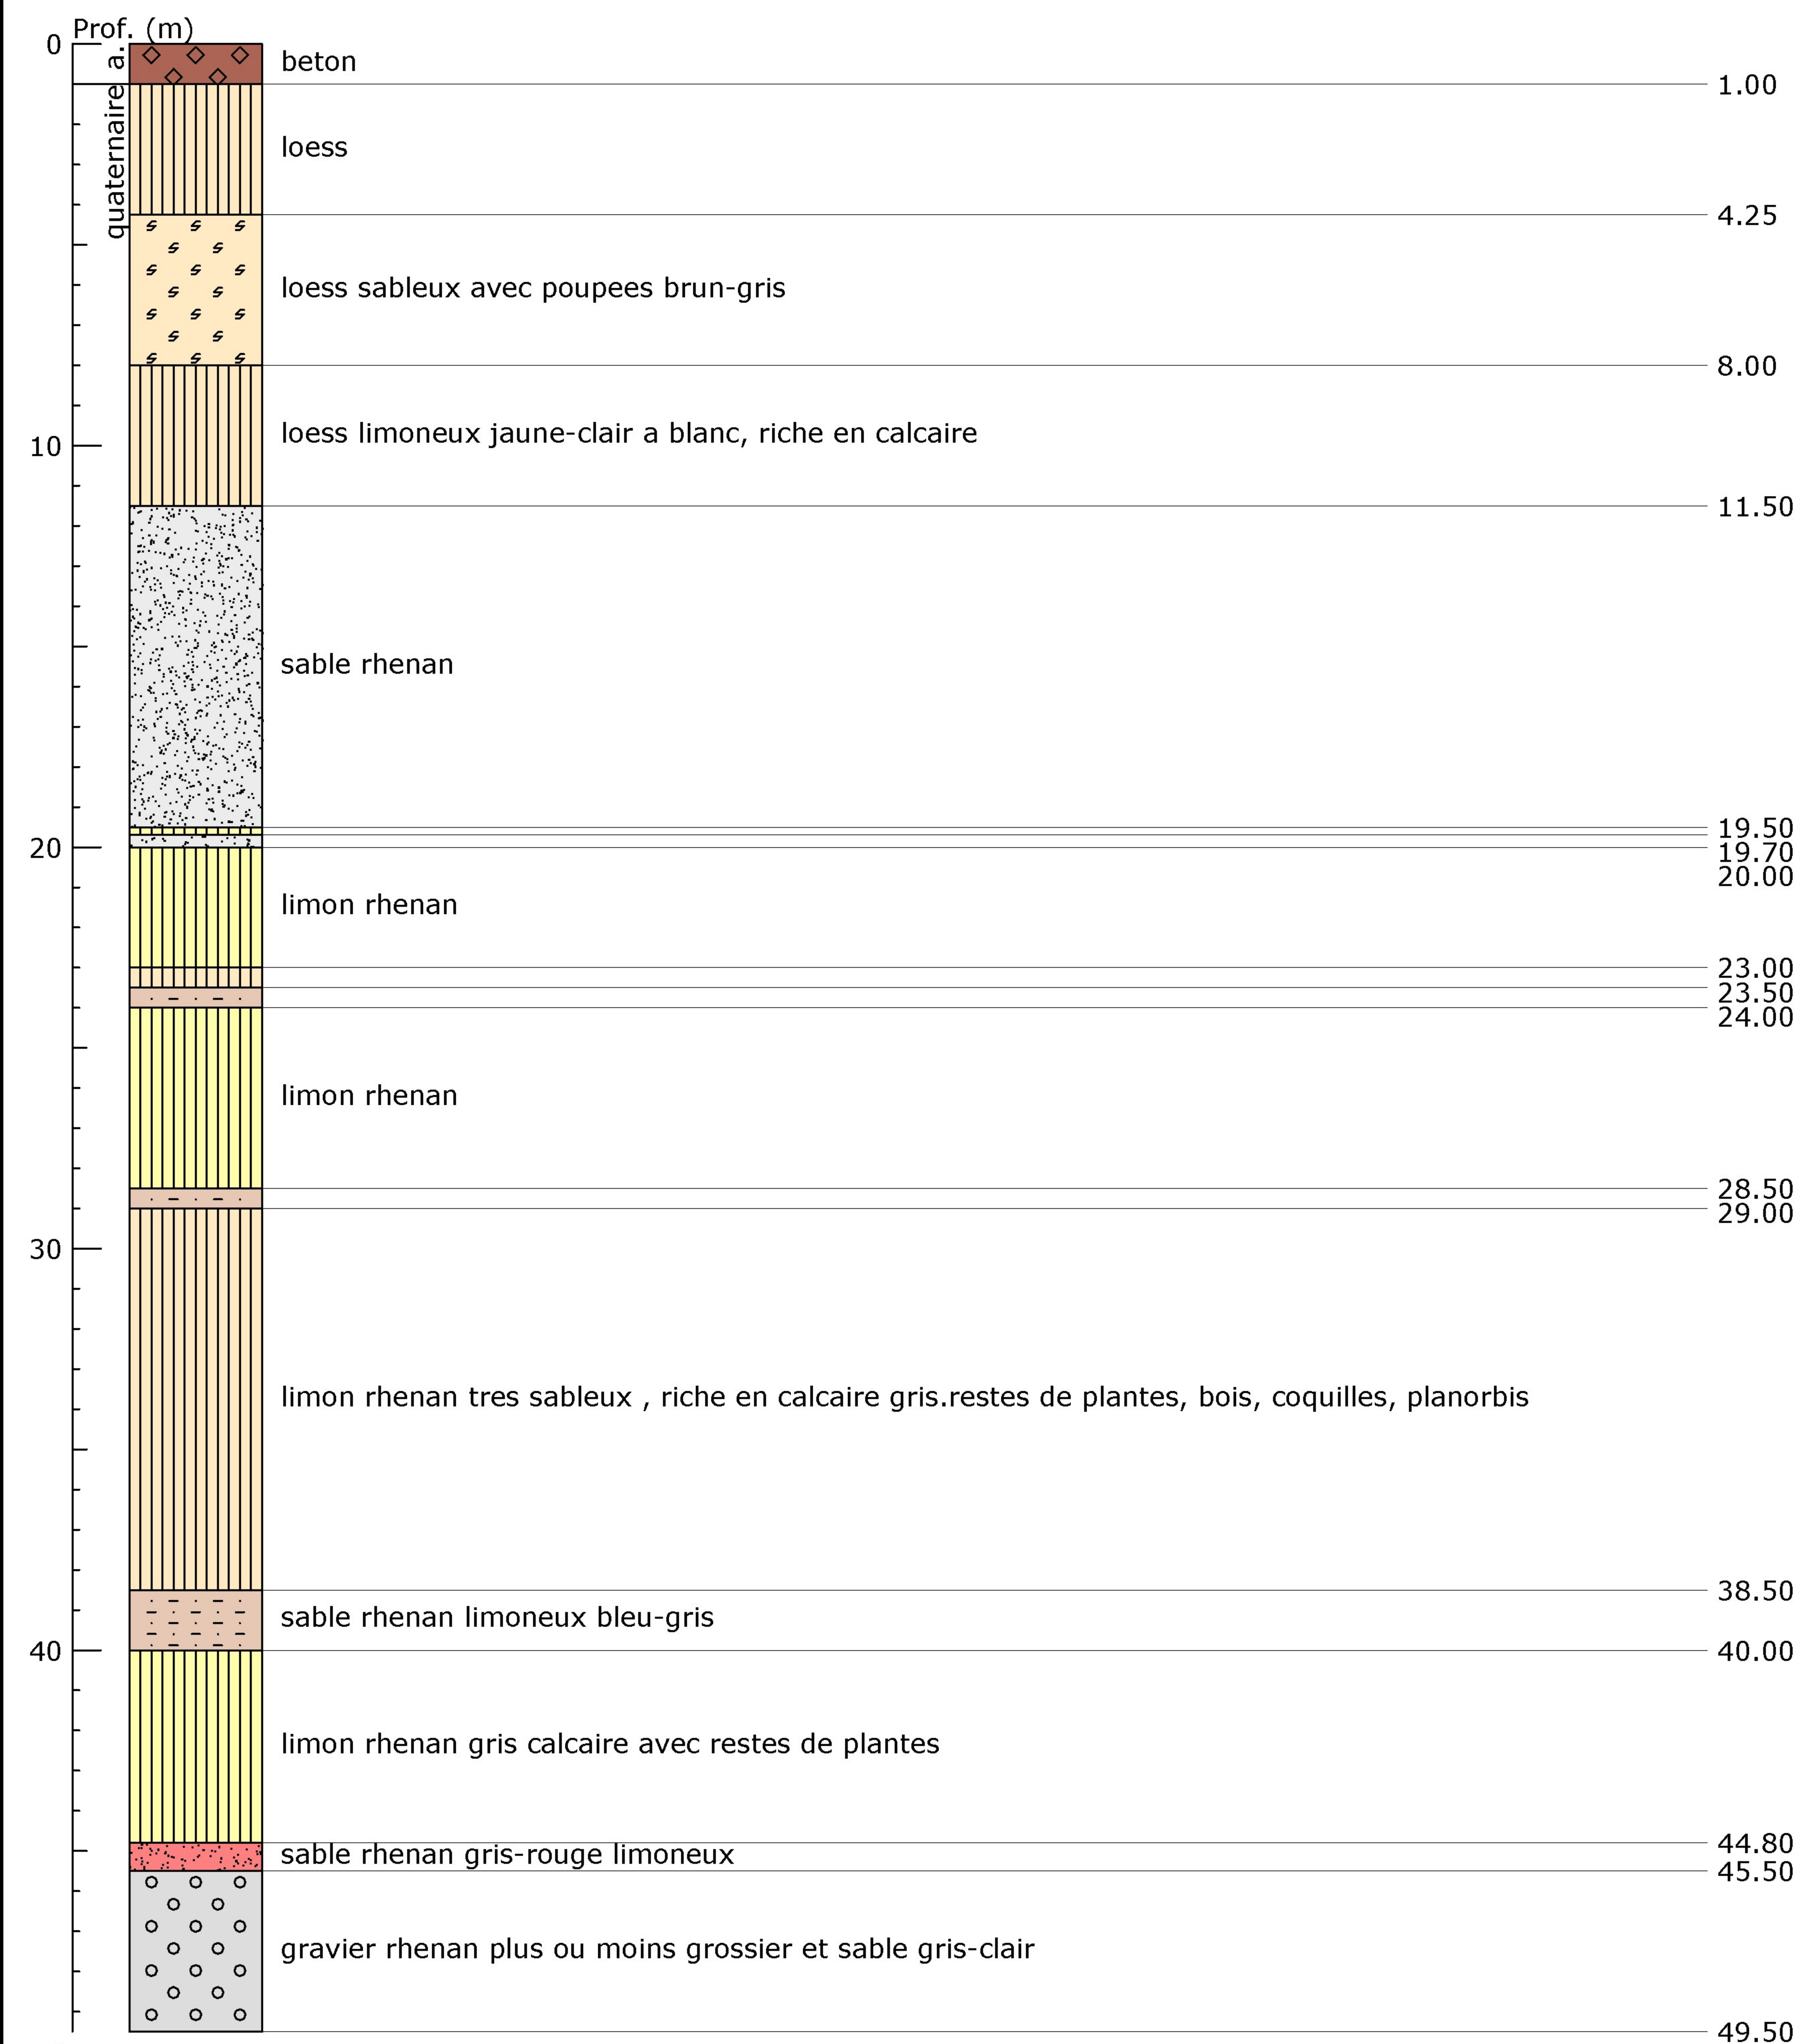 Prof. (m)
0
a.
beton
1.00
quaternaire
loess
4.25
loess sableux avec poupees brun-gris
8.00
loess limoneux jaune-clair a blanc, riche en calcaire
10
11.50
sable rhenan
19.50
20
19.70
20.00
limon rhenan
23.00
23.50
24.00
limon rhenan
28.50
29.00
30
limon rhenan tres sableux , riche en calcaire gris.restes de plantes, bois, coquilles, planorbis
38.50
sable rhenan limoneux bleu-gris
40
40.00
limon rhenan gris calcaire avec restes de plantes
44.80
sable rhenan gris-rouge limoneux
45.50
gravier rhenan plus ou moins grossier et sable gris-clair
49.50